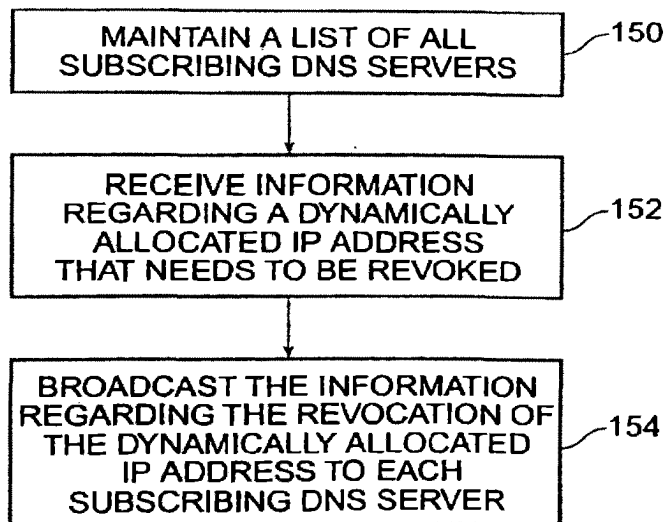 MAINTAIN A LIST OF ALL
SUBSCRIBING DNS SERVERS
150
RECEIVE INFORMATION
REGARDING A DYNAMICALLY
ALLOCATED IP ADDRESS
THAT NEEDS TO BE REVOKED
152
BROADCAST THE INFORMATION
REGARDING THE REVOCATION OF
THE DYNAMICALLY ALLOCATED
IP ADDRESS TO EACH
SUBSCRIBING DNS SERVER
154